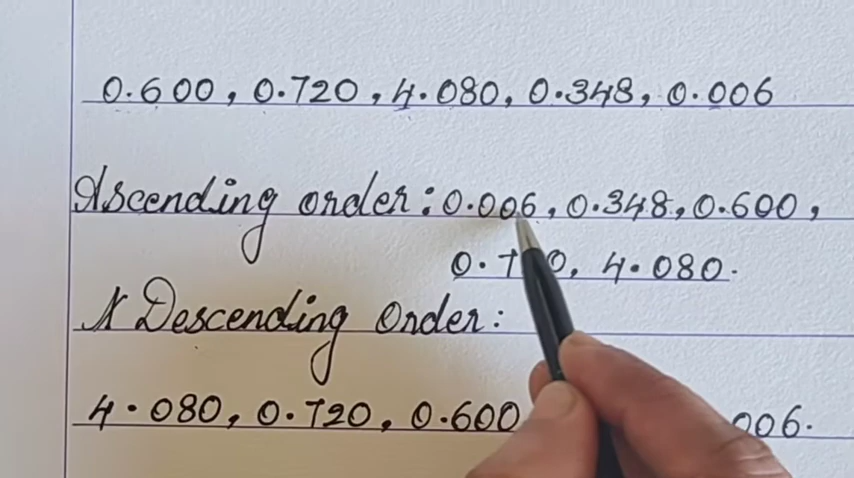 0.600, 0.720, 4.080, 0.348, 0.006
Ascending order: 0.006, 0.348, 0.600,
4.080.
Descending order:
4.080, 0.720, 0.600